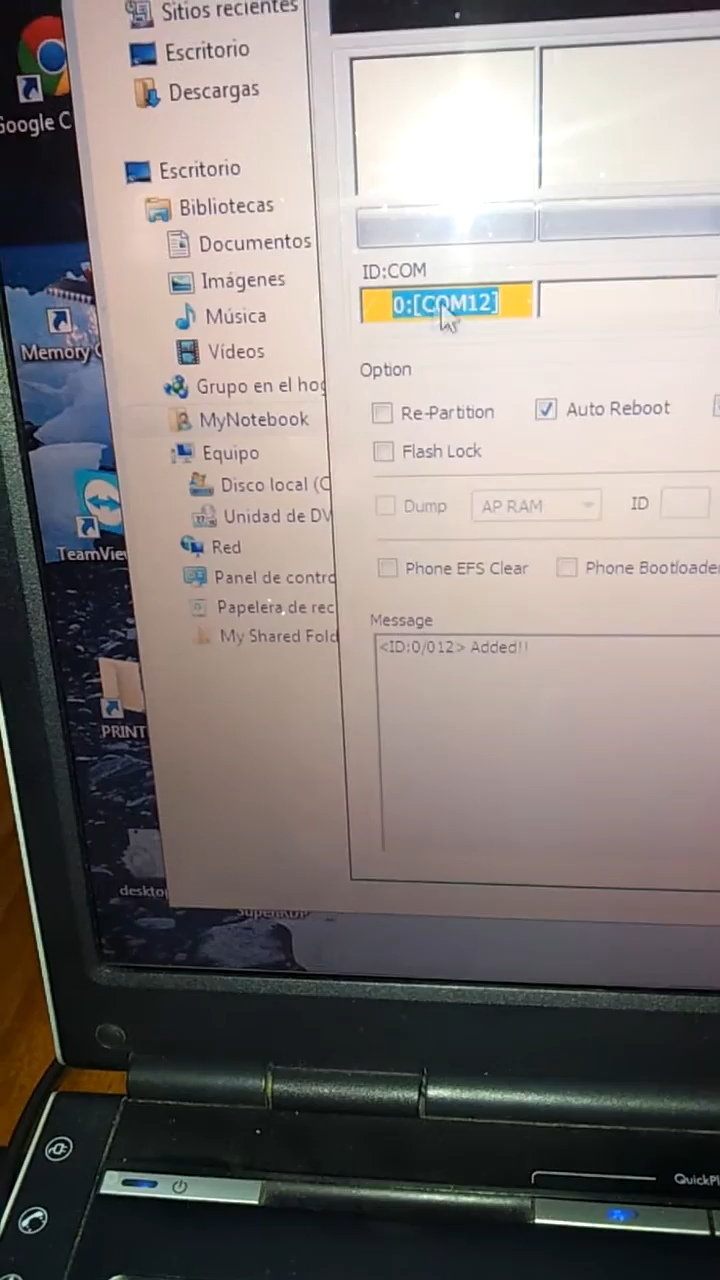 Sitios recientes
Escritorio
Descargas
Google C
Escritorio
Bibliotecas
Documentos
Imágenes
Música
Vídeos
Grupo en el hog
MyNotebook
Equipo
Disco local (C
Unidad de DV
Red
Panel de contro
Papelera de rec
My Shared Fold
Memory C
TeamVie
PRINT
deskto
ID:COM
0:[COM12]
Option
Re-Partition
Auto Reboot
Flash Lock
Dump
AP RAM
ID
Phone EFS Clear
Phone Bootloader
Message
<ID:0/012> Added!!
QuickPl